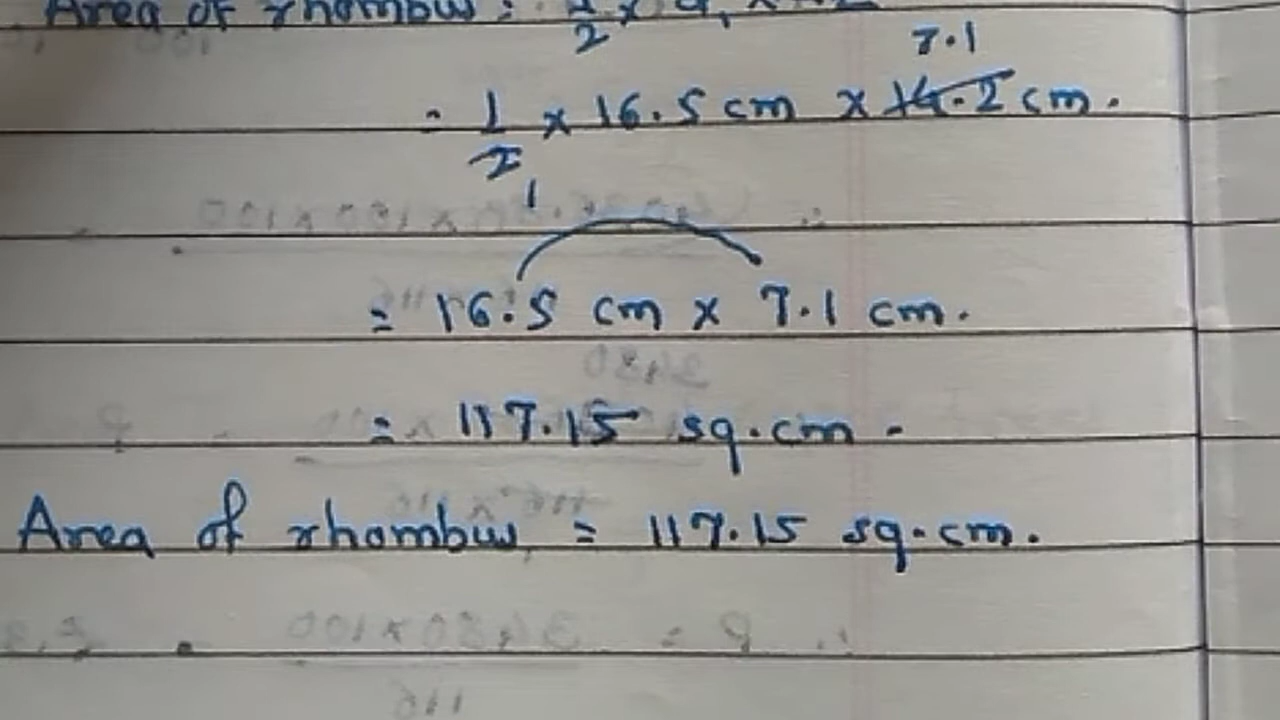 Area of rhombus = 1/2 × d1 ×
7.1
= 1/2 × 16.5 cm × 14.2 cm.
1
= 16.5 cm × 7.1 cm.
= 117.15 sq.cm.
Area of rhombus = 117.15 sq.cm.